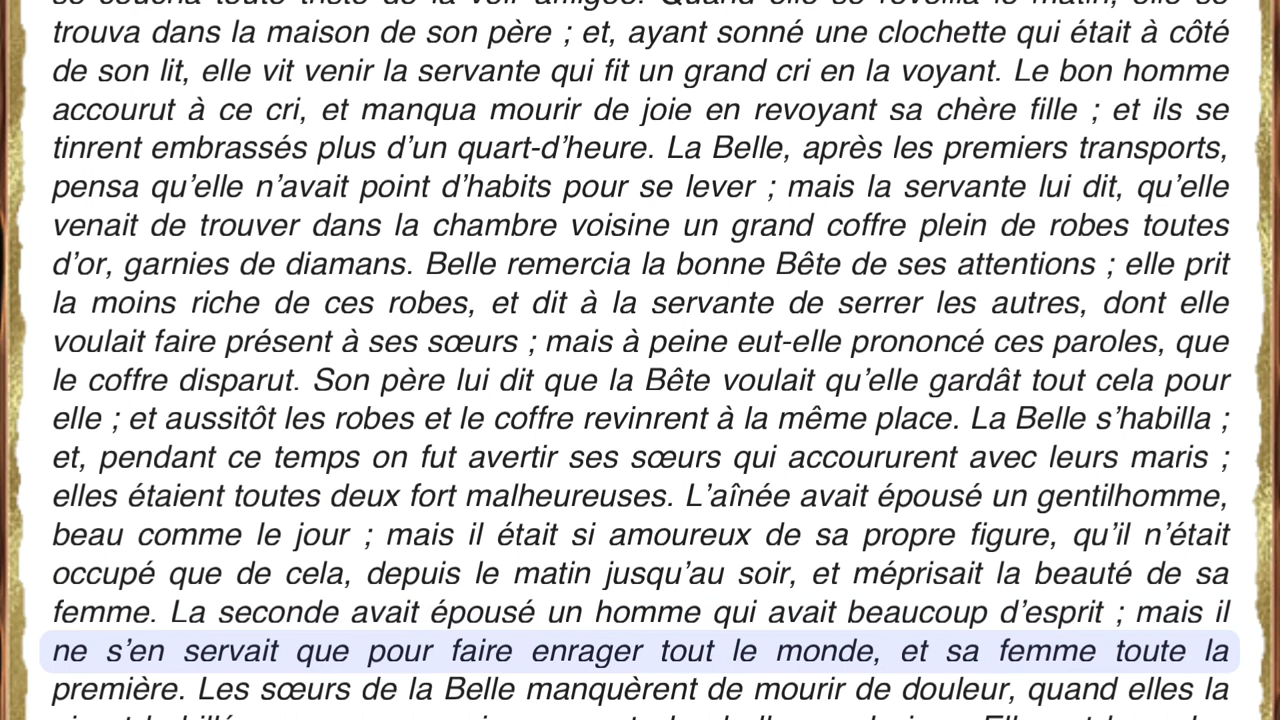 trouva dans la maison de son père ; et, ayant sonné une clochette qui était à côté
de son lit, elle vit venir la servante qui fit un grand cri en la voyant. Le bon homme
accourut à ce cri, et manqua mourir de joie en revoyant sa chère fille ; et ils se
tinrent embrassés plus d’un quart-d’heure. La Belle, après les premiers transports,
pensa qu’elle n’avait point d’habits pour se lever ; mais la servante lui dit, qu’elle
venait de trouver dans la chambre voisine un grand coffre plein de robes toutes
d’or, garnies de diamans. Belle remercia la bonne Bête de ses attentions ; elle prit
la moins riche de ces robes, et dit à la servante de serrer les autres, dont elle
voulait faire présent à ses sœurs ; mais à peine eut-elle prononcé ces paroles, que
le coffre disparut. Son père lui dit que la Bête voulait qu’elle gardât tout cela pour
elle ; et aussitôt les robes et le coffre revinrent à la même place. La Belle s’habilla ;
et, pendant ce temps on fut avertir ses sœurs qui accoururent avec leurs maris ;
elles étaient toutes deux fort malheureuses. L’aînée avait épousé un gentilhomme,
beau comme le jour ; mais il était si amoureux de sa propre figure, qu’il n’était
occupé que de cela, depuis le matin jusqu’au soir, et méprisait la beauté de sa
femme. La seconde avait épousé un homme qui avait beaucoup d’esprit ; mais il
ne s’en servait que pour faire enrager tout le monde, et sa femme toute la
première. Les sœurs de la Belle manquèrent de mourir de douleur, quand elles la